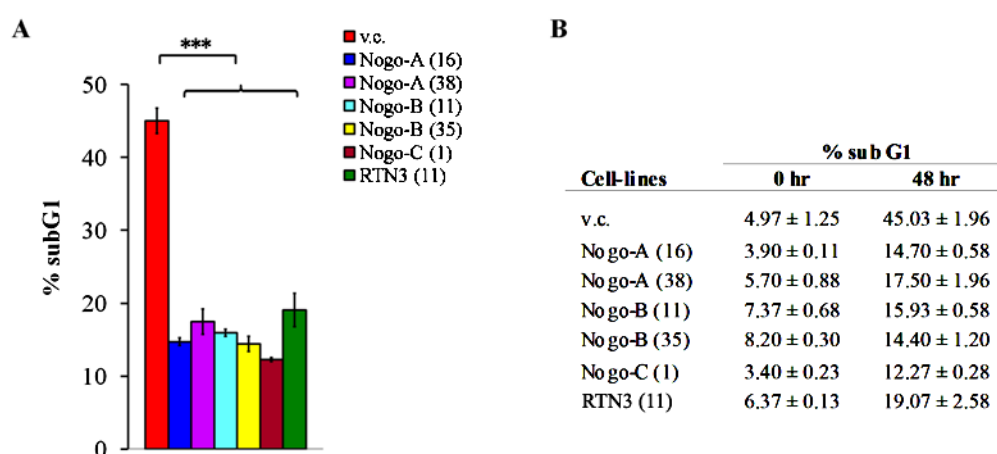 A
***
v.c.
Nogo-A (16)
Nogo-A (38)
Nogo-B (11)
Nogo-B (35)
Nogo-C (1)
RTN3 (11)
50
40
30
20
10
0
% subG1
B
% sub G1
Cell-lines 0 hr 48 hr
v.c. 4.97 ± 1.25 45.03 ± 1.96
Nogo-A (16) 3.90 ± 0.11 14.70 ± 0.58
Nogo-A (38) 5.70 ± 0.88 17.50 ± 1.96
Nogo-B (11) 7.37 ± 0.68 15.93 ± 0.58
Nogo-B (35) 8.20 ± 0.30 14.40 ± 1.20
Nogo-C (1) 3.40 ± 0.23 12.27 ± 0.28
RTN3 (11) 6.37 ± 0.13 19.07 ± 2.58